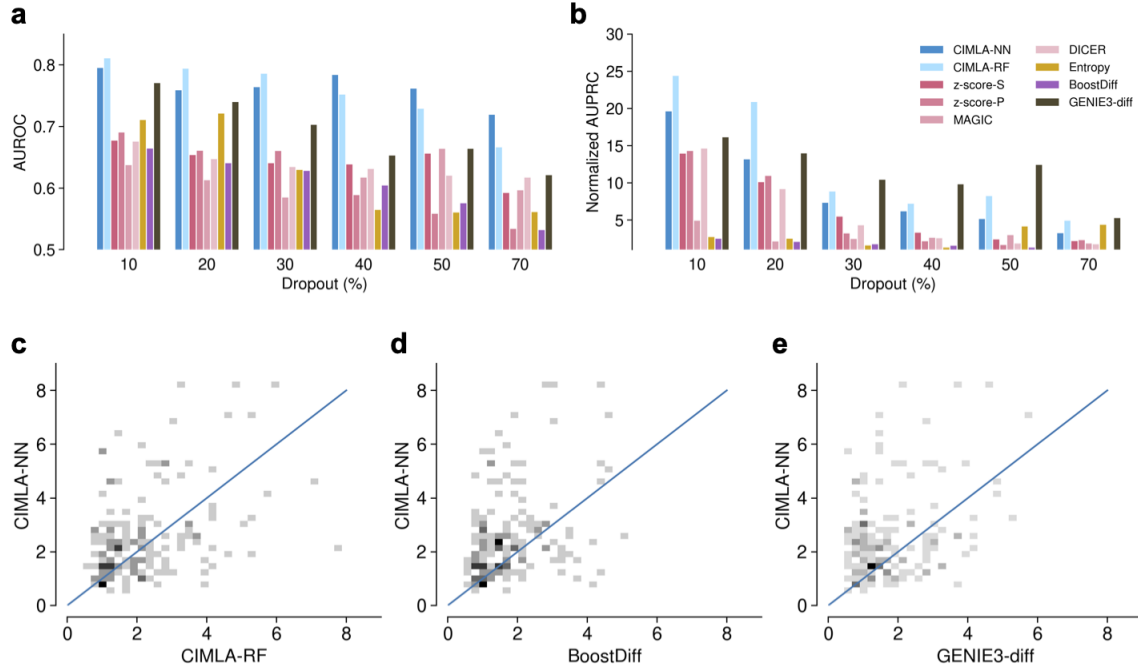 a
AUROC
0.8
0.7
0.6
0.5
10 20 30 40 50 70
Dropout (%)
b
Normalized AUPRC
30
25
20
15
10
5
CIMLA-NN
CIMLA-RF
z-score-S
z-score-P
MAGIC
DICER
Entropy
BoostDiff
GENIE3-diff
10 20 30 40 50 70
Dropout (%)
c
CIMLA-NN
8
6
4
2
0
0 2 4 6 8
CIMLA-RF
d
CIMLA-NN
8
6
4
2
0
0 2 4 6 8
BoostDiff
e
CIMLA-NN
8
6
4
2
0
0 2 4 6 8
GENIE3-diff